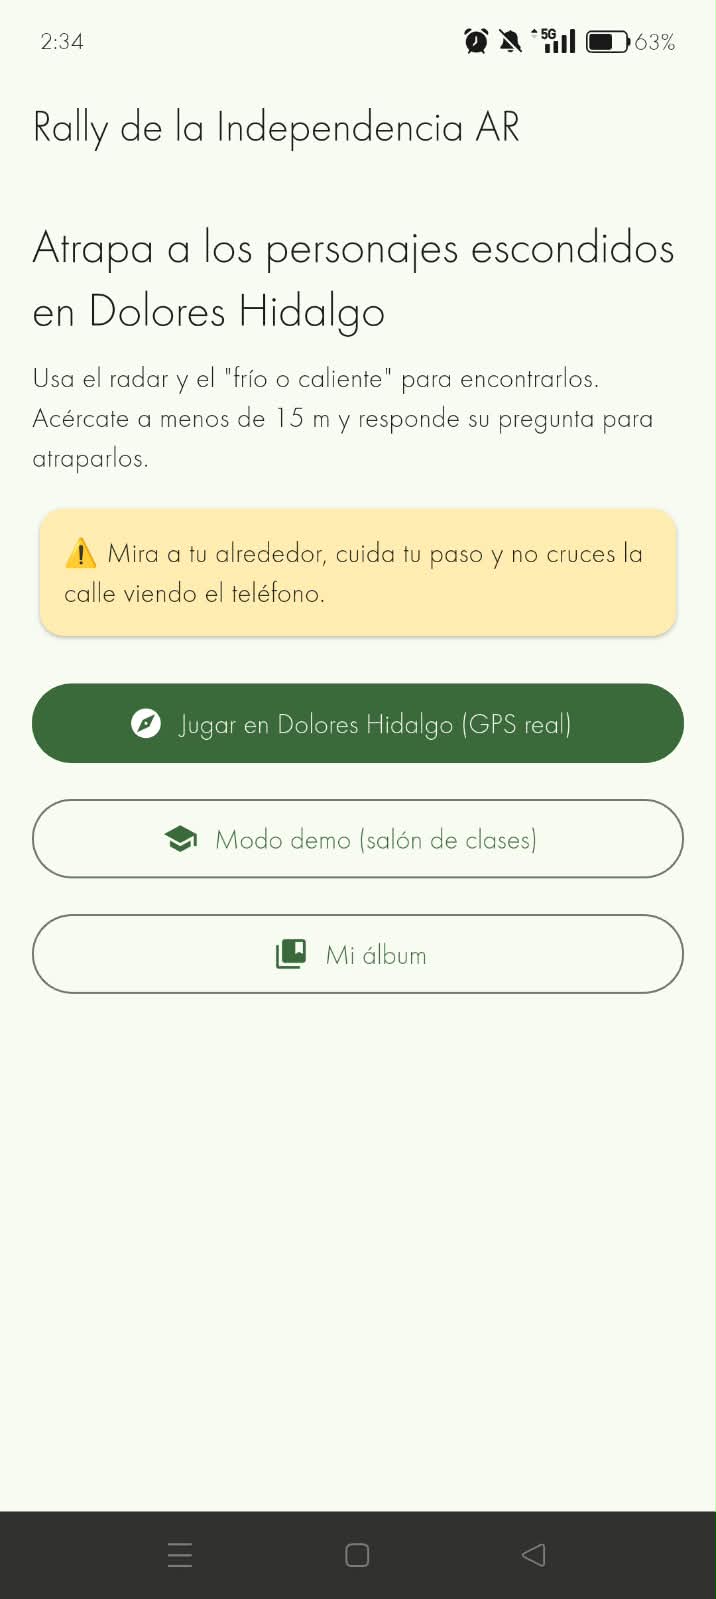 2:34
5G
63%
Rally de la Independencia AR
Atrapa a los personajes escondidos
en Dolores Hidalgo
Usa el radar y el "frío o caliente" para encontrarlos.
Acércate a menos de 15 m y responde su pregunta para
atraparlos.
⚠️ Mira a tu alrededor, cuida tu paso y no cruces la
calle viendo el teléfono.
Jugar en Dolores Hidalgo (GPS real)
Modo demo (salón de clases)
Mi álbum